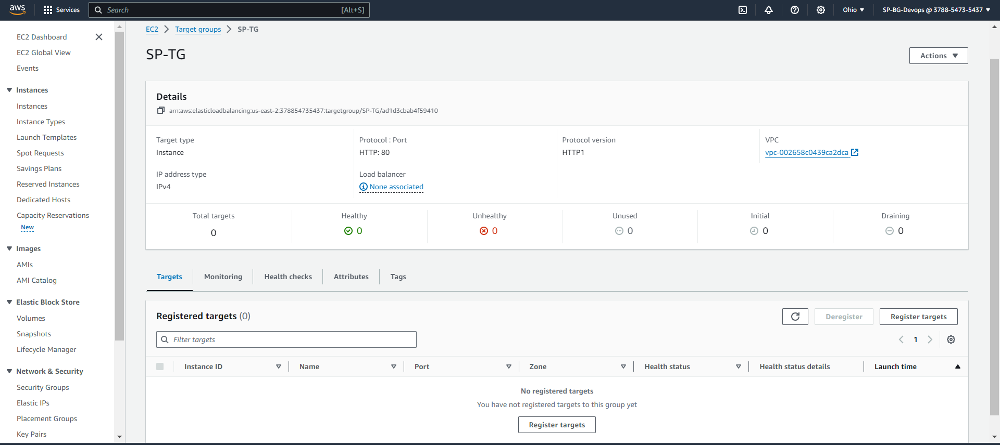 aws Services Search [Alt+S] Ohio SP-BG-Devops @ 3788-5473-5437
EC2 Dashboard
EC2 Global View
Events
Instances
Instances
Instance Types
Launch Templates
Spot Requests
Savings Plans
Reserved Instances
Dedicated Hosts
Capacity Reservations
New
Images
AMIs
AMI Catalog
Elastic Block Store
Volumes
Snapshots
Lifecycle Manager
Network & Security
Security Groups
Elastic IPs
Placement Groups
Key Pairs
EC2 Target groups SP-TG
SP-TG
Actions
Details
arn:aws:elasticloadbalancing:us-east-2:378854735437:targetgroup/SP-TG/ad1d3cbab4f59410
Target type
Instance
Protocol : Port
HTTP: 80
Protocol version
HTTP1
VPC
vpc-002658c0439ca2dca
IP address type
IPv4
Load balancer
None associated
Total targets
0
Healthy
0
Unhealthy
0
Unused
0
Initial
0
Draining
0
Targets Monitoring Health checks Attributes Tags
Registered targets (0)
Deregister Register targets
Filter targets
1
Instance ID Name Port Zone Health status Health status details Launch time
No registered targets
You have not registered targets to this group yet
Register targets